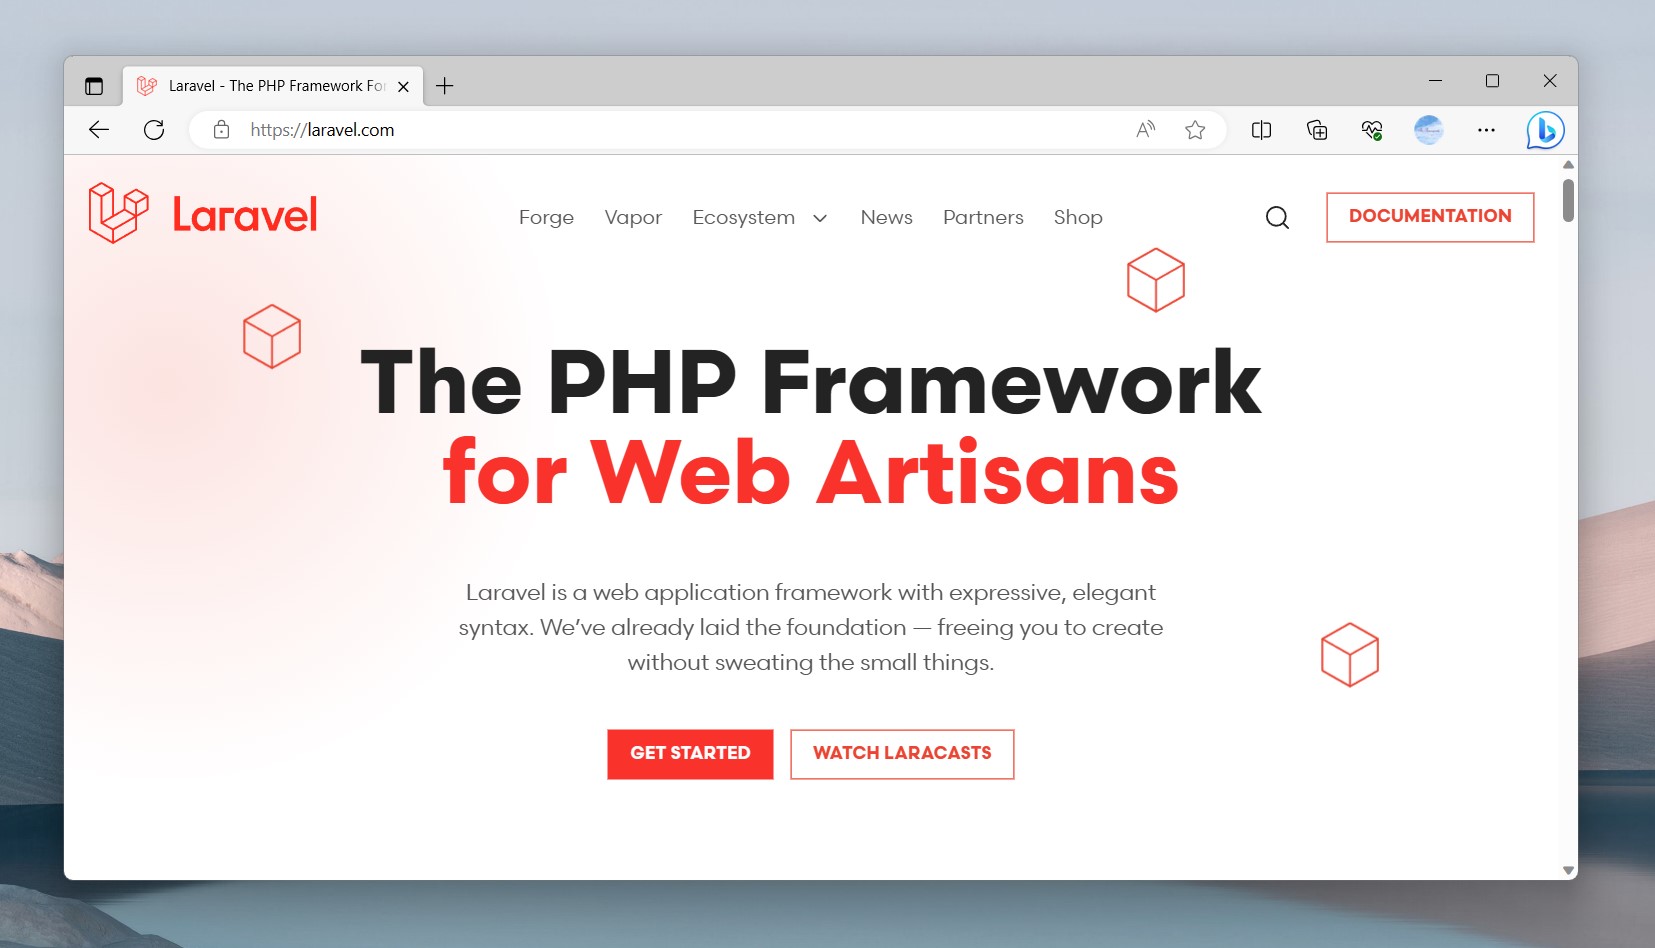 Laravel - The PHP Framework For
https://laravel.com
Laravel
Forge Vapor Ecosystem News Partners Shop
DOCUMENTATION
The PHP Framework
for Web Artisans
Laravel is a web application framework with expressive, elegant
syntax. We’ve already laid the foundation — freeing you to create
without sweating the small things.
GET STARTED
WATCH LARACASTS